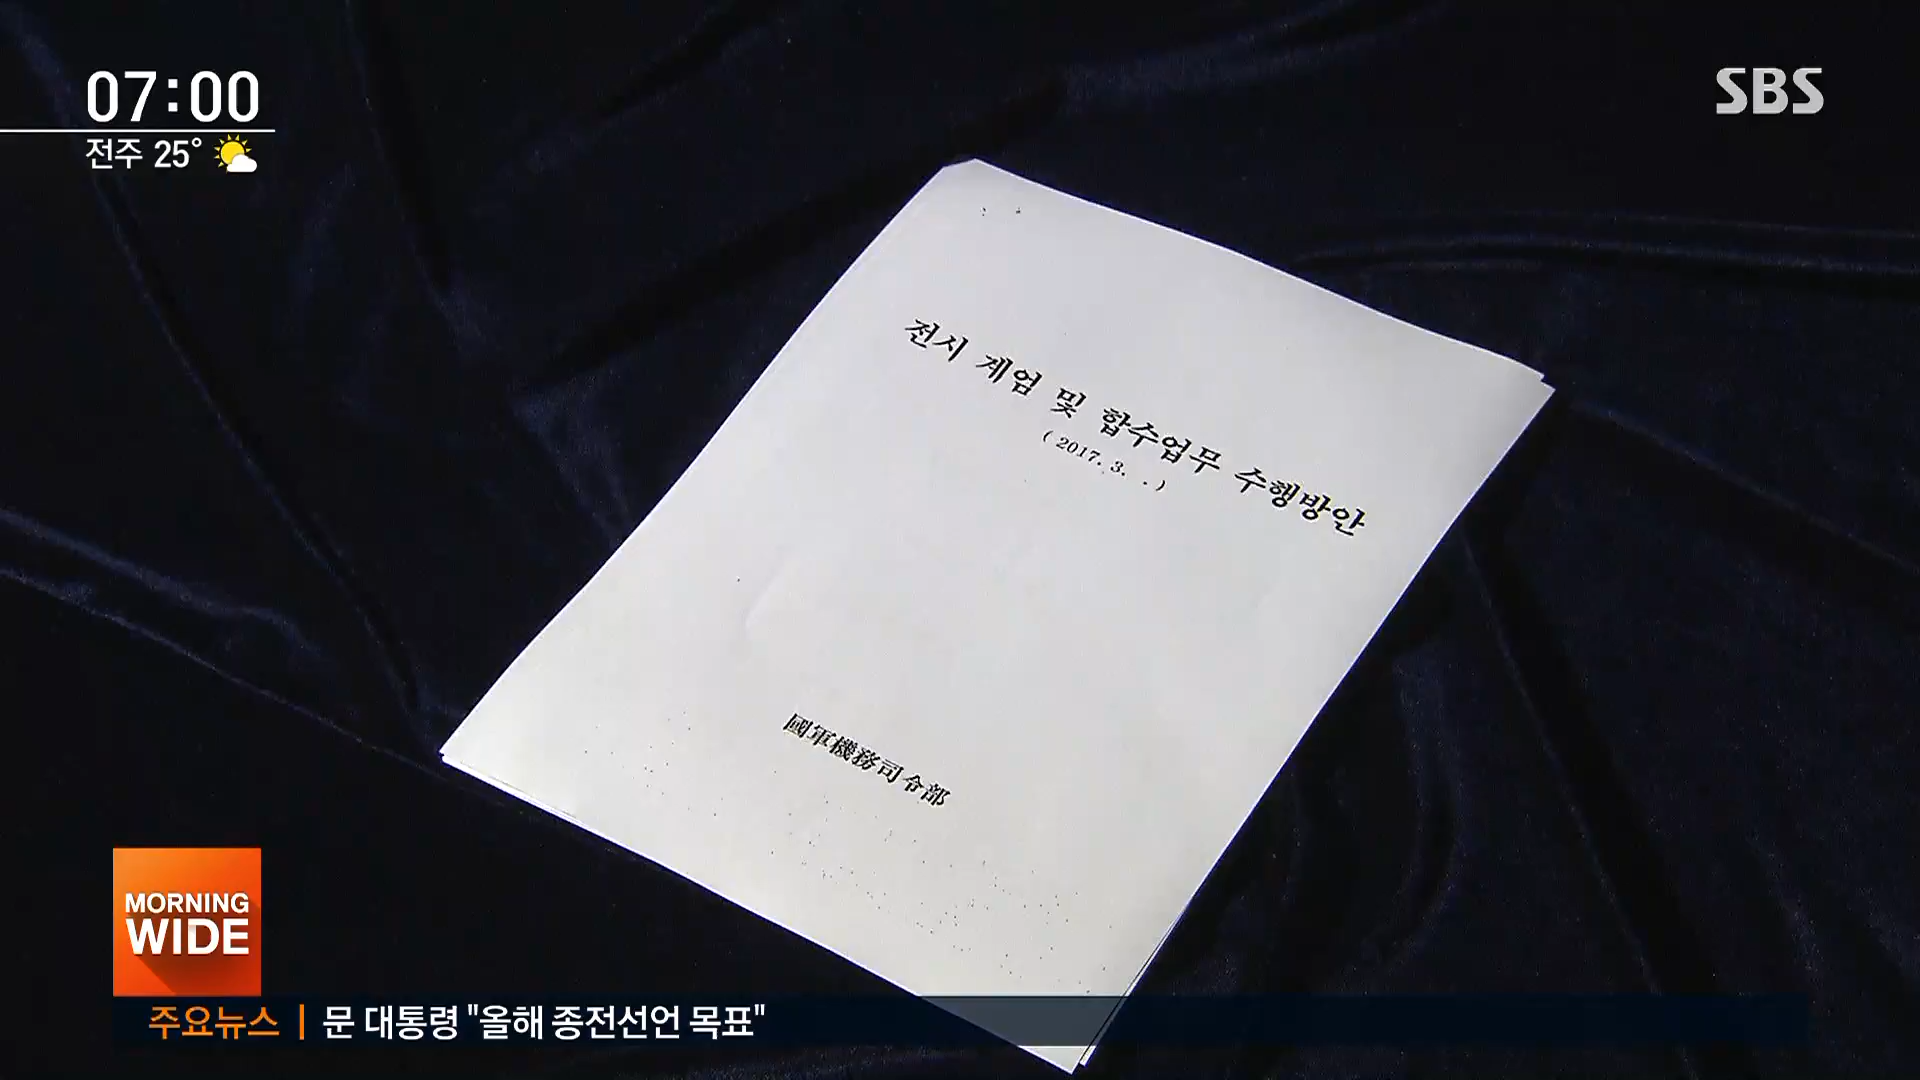 07:00
전주 25°
SBS
전시 계엄 및 합수업무 수행방안
( 2017. 3. . )
國軍機務司令部
MORNING
WIDE
주요뉴스 | 문 대통령 "올해 종전선언 목표"